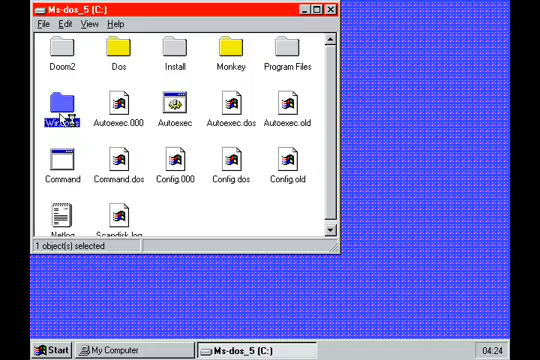 Ms-dos_5 (C:)
File Edit View Help
Doom2 Dos Install Monkey Program Files
Autoexec.000 Autoexec Autoexec.dos Autoexec.old
Command Command.dos Config.000 Config.dos Config.old
Netlog Scandisk.log
1 object(s) selected
Start My Computer Ms-dos_5 (C:) 04:24